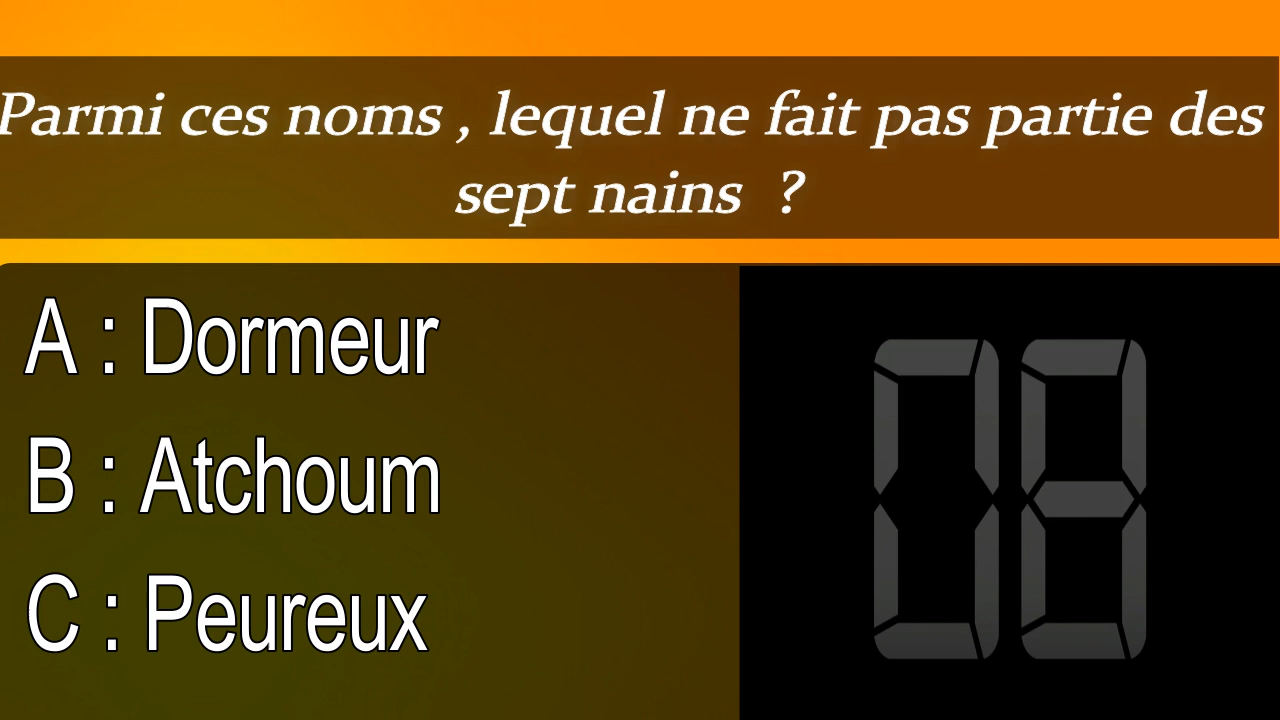 Parmi ces noms , lequel ne fait pas partie des
sept nains ?
A : Dormeur
B : Atchoum
C : Peureux
08